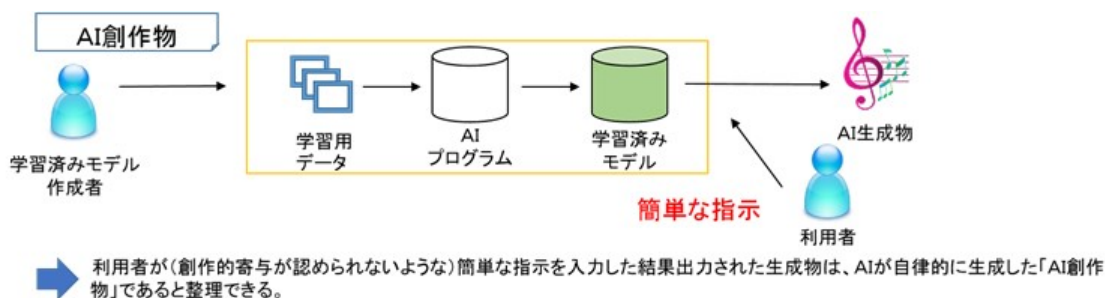 AI創作物
学習済みモデル
作成者
学習用
データ
AI
プログラム
学習済み
モデル
AI生成物
簡単な指示
利用者
利用者が(創作的寄与が認められないような)簡単な指示を入力した結果出力された生成物は、AIが自律的に生成した「AI創作
物」であると整理できる。